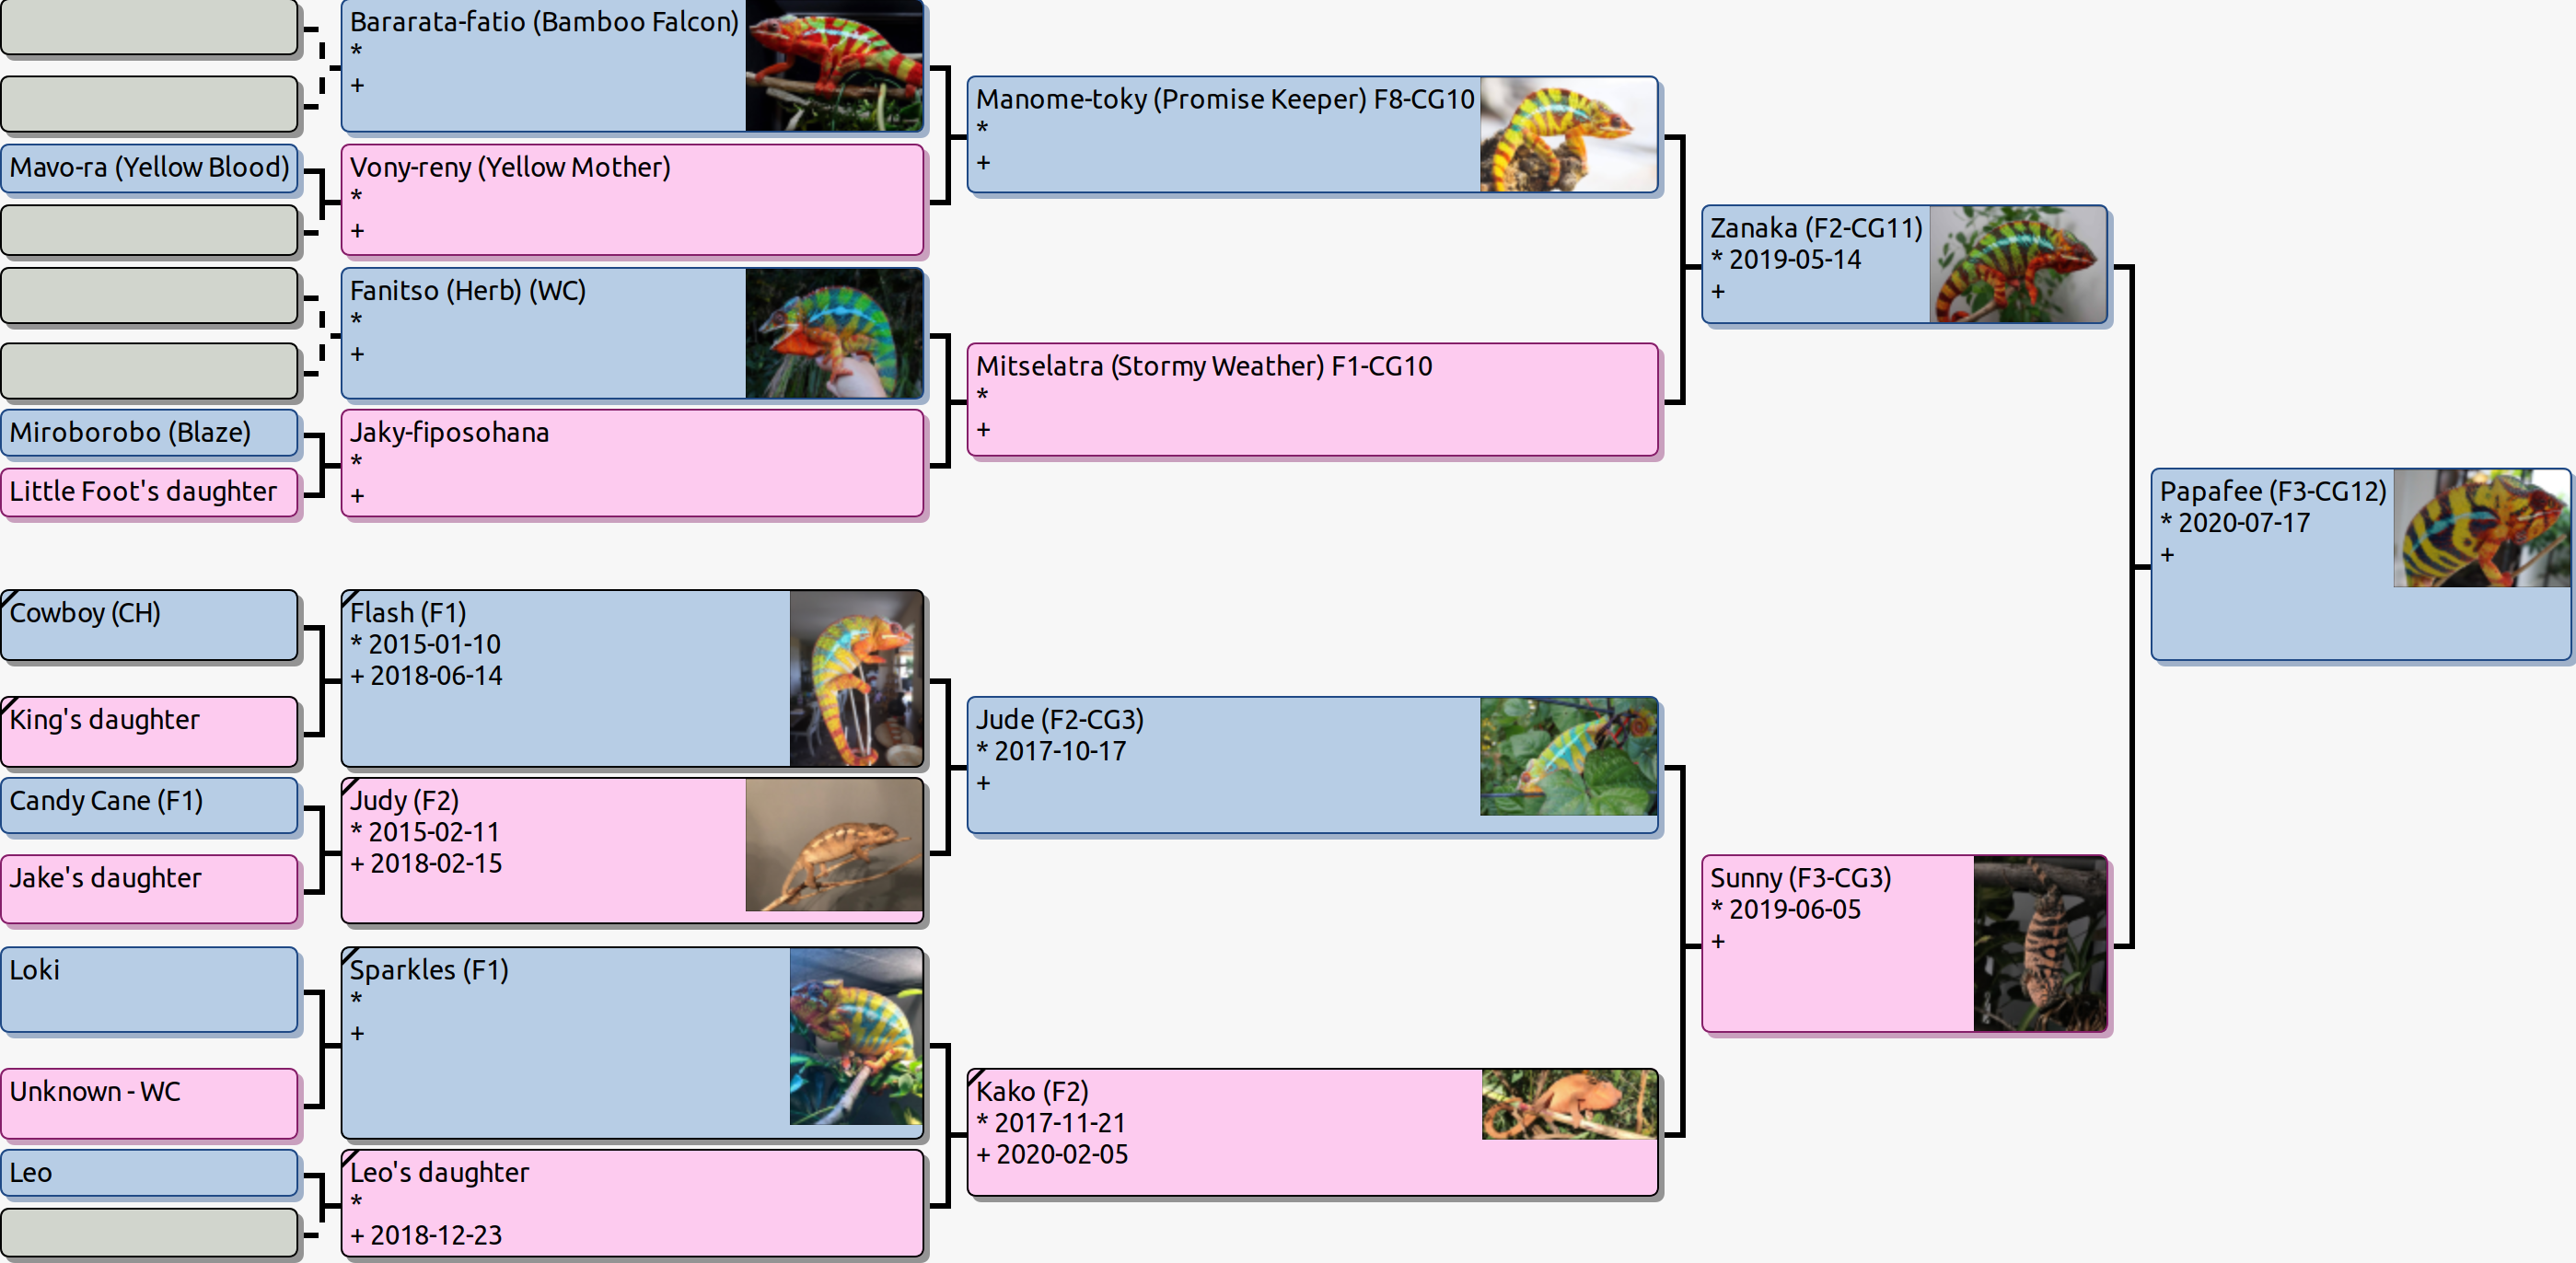 Bararata-fatio (Bamboo Falcon)
*
+
Mavo-ra (Yellow Blood)
Vony-reny (Yellow Mother)
*
+
Fanitso (Herb) (WC)
*
+
Miroborobo (Blaze)
Little Foot's daughter
Jaky-fiposohana
*
+
Cowboy (CH)
King's daughter
Flash (F1)
* 2015-01-10
+ 2018-06-14
Candy Cane (F1)
Jake's daughter
Judy (F2)
* 2015-02-11
+ 2018-02-15
Loki
Unknown - WC
Sparkles (F1)
*
+
Leo
Leo's daughter
*
+ 2018-12-23
Manome-toky (Promise Keeper) F8-CG10
*
+
Mitselatra (Stormy Weather) F1-CG10
*
+
Jude (F2-CG3)
* 2017-10-17
+
Kako (F2)
* 2017-11-21
+ 2020-02-05
Zanaka (F2-CG11)
* 2019-05-14
+
Sunny (F3-CG3)
* 2019-06-05
+
Papafee (F3-CG12)
* 2020-07-17
+